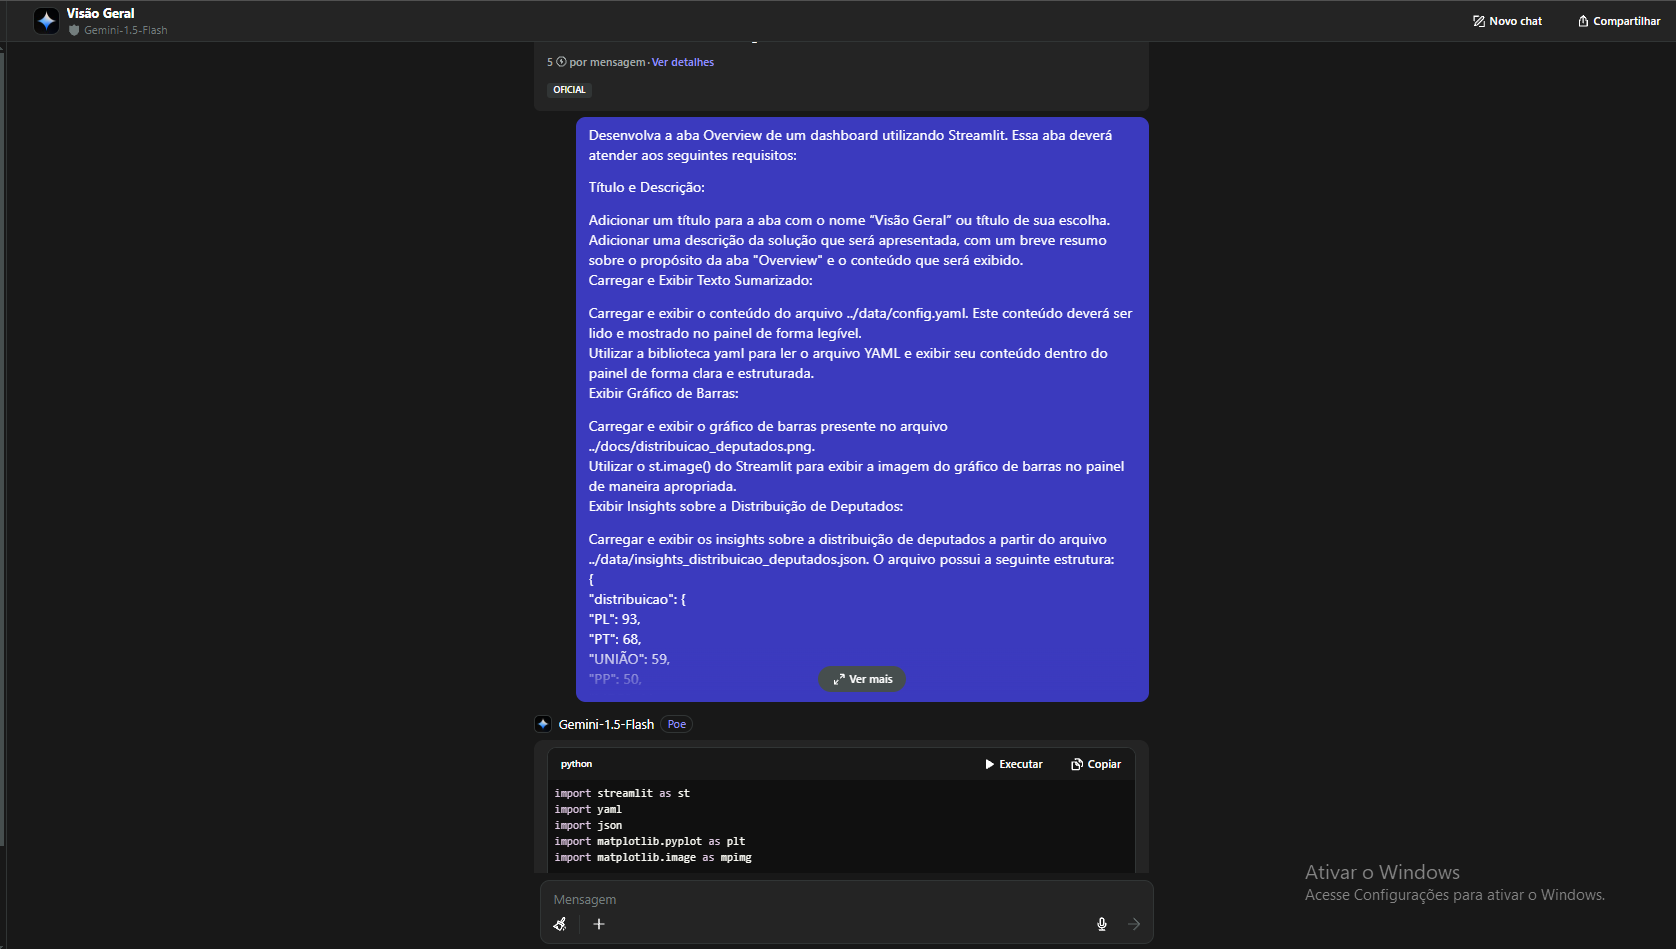 Visão Geral
Gemini-1.5-Flash
Novo chat
Compartilhar
5 por mensagem · Ver detalhes
OFICIAL
Desenvolva a aba Overview de um dashboard utilizando Streamlit. Essa aba deverá
atender aos seguintes requisitos:
Título e Descrição:
Adicionar um título para a aba com o nome “Visão Geral” ou título de sua escolha.
Adicionar uma descrição da solução que será apresentada, com um breve resumo
sobre o propósito da aba "Overview" e o conteúdo que será exibido.
Carregar e Exibir Texto Sumarizado:
Carregar e exibir o conteúdo do arquivo ../data/config.yaml. Este conteúdo deverá ser
lido e mostrado no painel de forma legível.
Utilizar a biblioteca yaml para ler o arquivo YAML e exibir seu conteúdo dentro do
painel de forma clara e estruturada.
Exibir Gráfico de Barras:
Carregar e exibir o gráfico de barras presente no arquivo
../docs/distribuicao_deputados.png.
Utilizar o st.image() do Streamlit para exibir a imagem do gráfico de barras no painel
de maneira apropriada.
Exibir Insights sobre a Distribuição de Deputados:
Carregar e exibir os insights sobre a distribuição de deputados a partir do arquivo
../data/insights_distribuicao_deputados.json. O arquivo possui a seguinte estrutura:
{
"distribuicao": {
"PL": 93,
"PT": 68,
"UNIÃO": 59,
"PP": 50,
Ver mais
Gemini-1.5-Flash Poe
python
Executar
Copiar
import streamlit as st
import yaml
import json
import matplotlib.pyplot as plt
import matplotlib.image as mpimg
Mensagem
Ativar o Windows
Acesse Configurações para ativar o Windows.